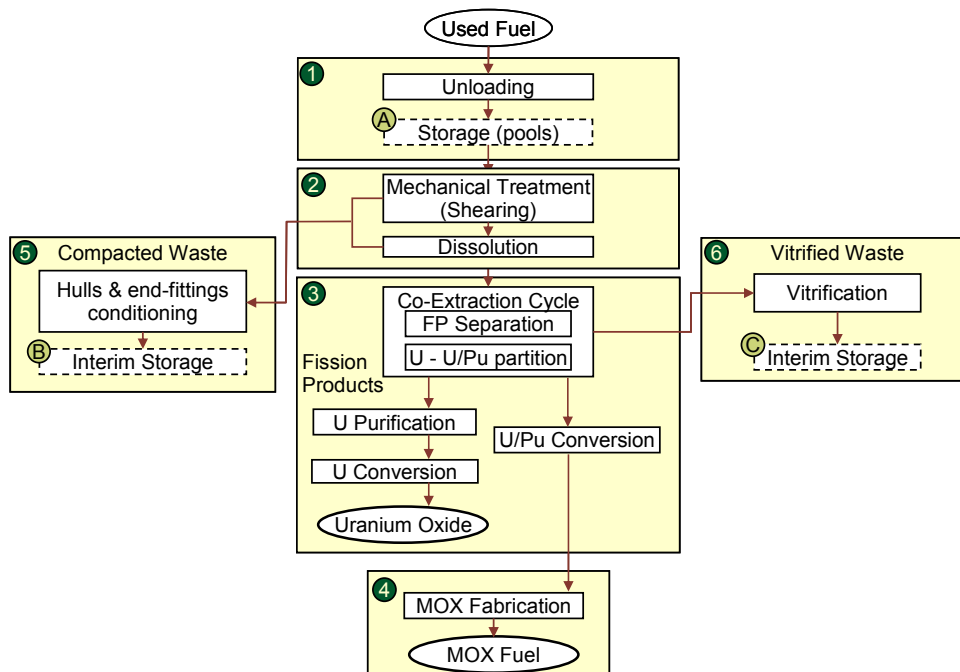 Used Fuel
1
Unloading
A
Storage (pools)
2
Mechanical Treatment
(Shearing)
Dissolution
5
Compacted Waste
Hulls & end-fittings
conditioning
B
Interim Storage
3
Co-Extraction Cycle
FP Separation
U - U/Pu partition
Fission
Products
U Purification
U/Pu Conversion
U Conversion
Uranium Oxide
6
Vitrified Waste
Vitrification
C
Interim Storage
4
MOX Fabrication
MOX Fuel